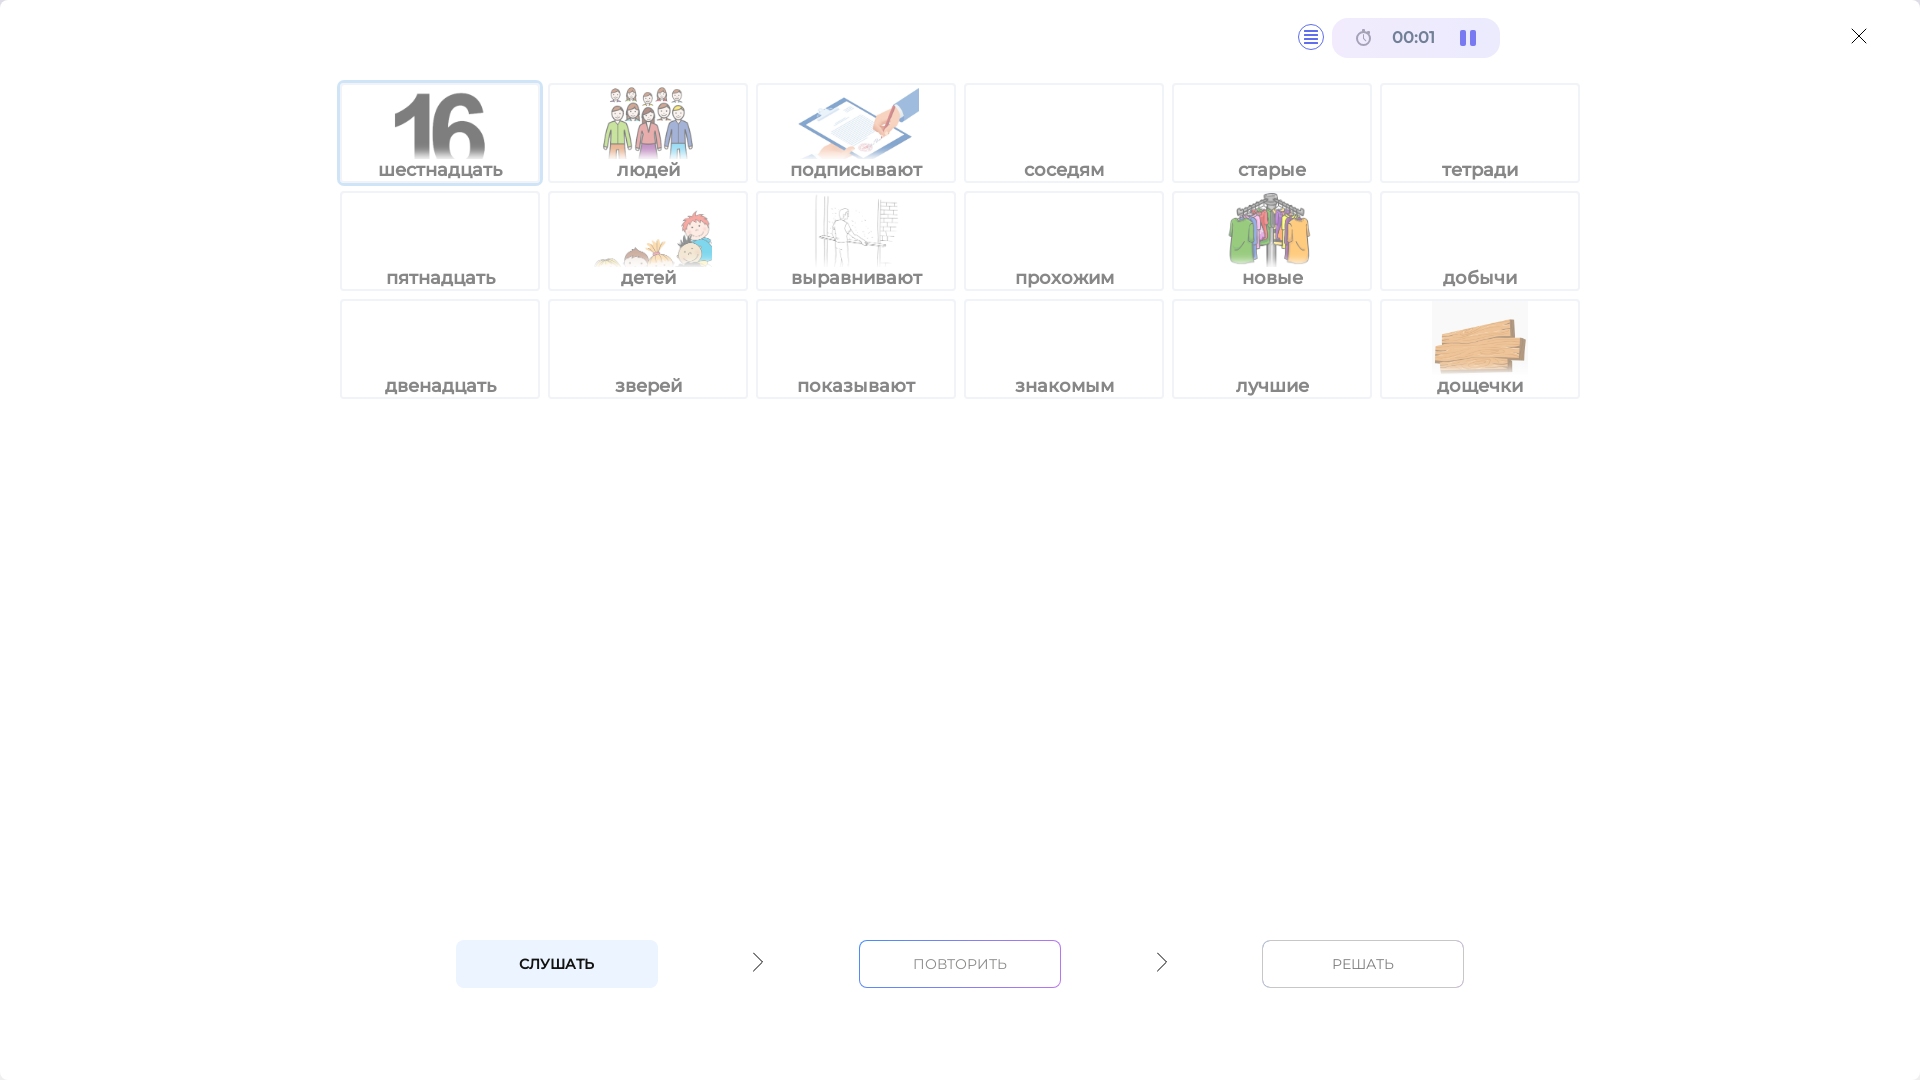 00:01
16
шестнадцать
людей
подписывают
соседям
старые
тетради
пятнадцать
детей
выравнивают
прохожим
новые
добычи
двенадцать
зверей
показывают
знакомым
лучшие
дощечки
СЛУШАТЬ
ПОВТОРИТЬ
РЕШАТЬ